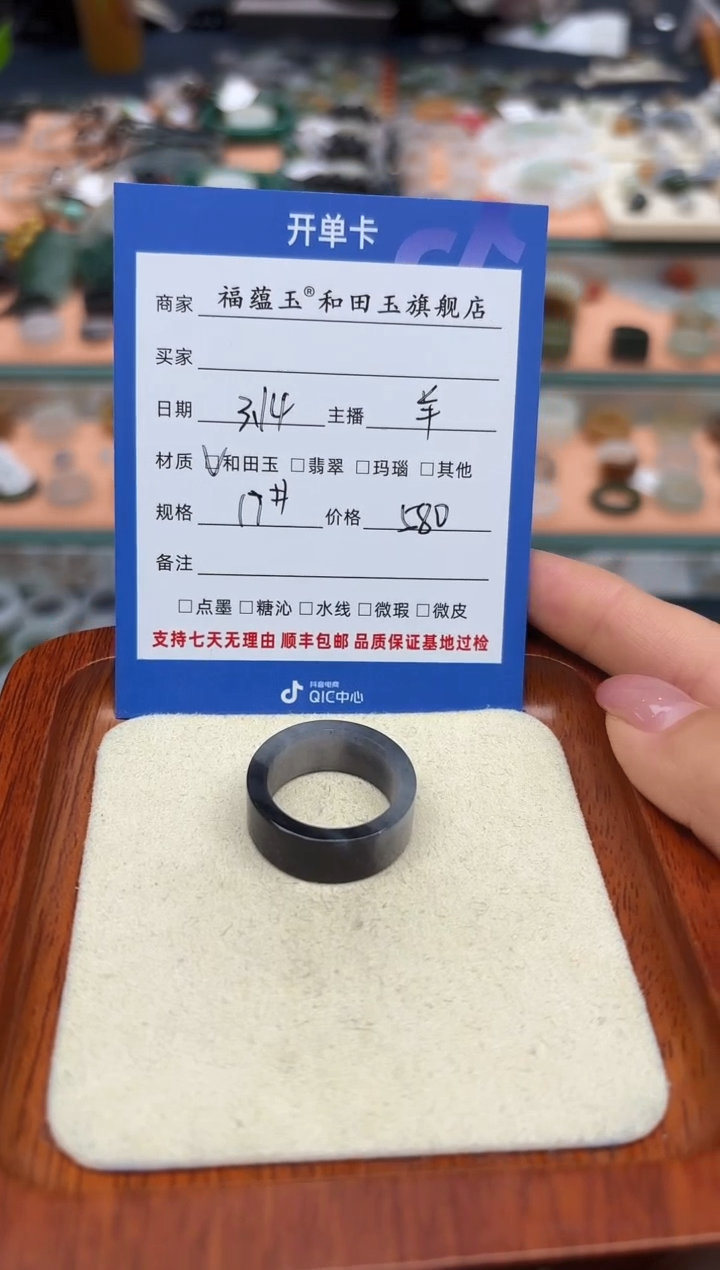 开单卡
商家 福蕴玉®和田玉旗舰店
买家
日期 3.14 主播 羊
材质 ☑和田玉 □翡翠 □玛瑙 □其他
规格 17# 价格 580
备注
□点墨 □糖沁 □水线 □微瑕 □微皮
支持七天无理由 顺丰包邮 品质保证基地过检
抖音电商
QIC中心